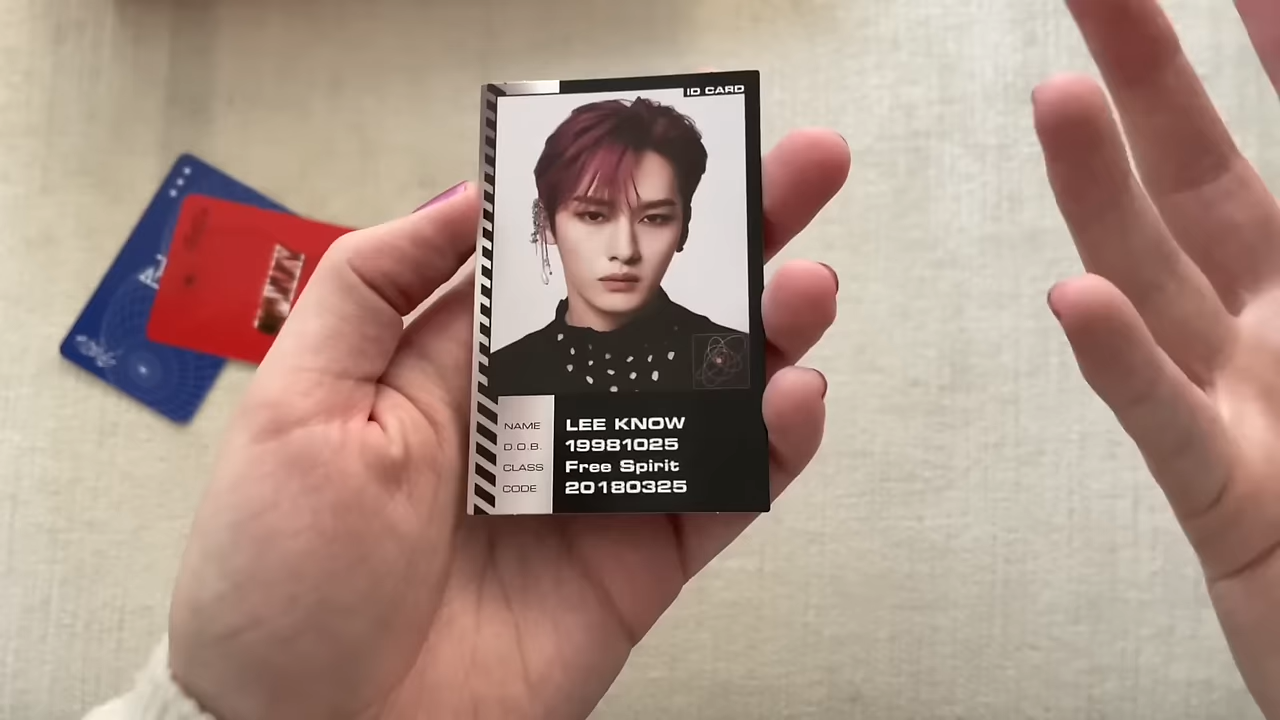 ID CARD
NAME LEE KNOW
D.O.B. 19981025
CLASS Free Spirit
CODE 20180325